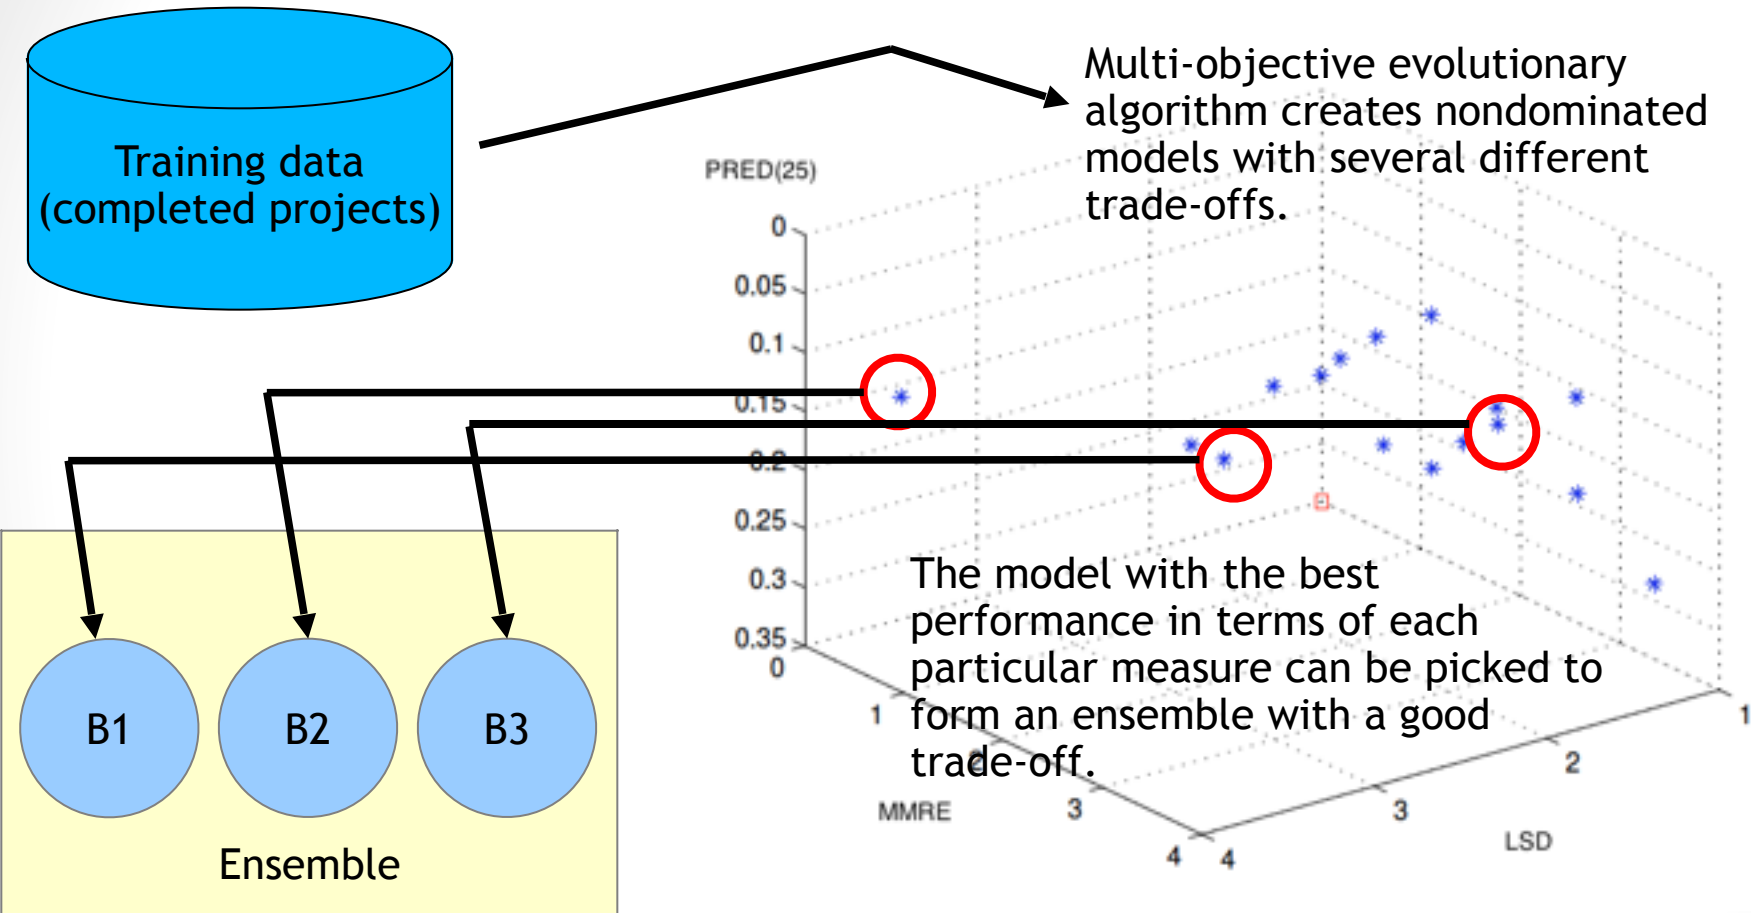 Training data
(completed projects)
Multi-objective evolutionary
algorithm creates nondominated
models with several different
trade-offs.
PRED(25)
0
0.05
0.1
0.15
0.2
0.25
0.3
0.35
0
1
2
3
4
MMRE
4
3
2
1
LSD
The model with the best
performance in terms of each
particular measure can be picked to
form an ensemble with a good
trade-off.
B1
B2
B3
Ensemble